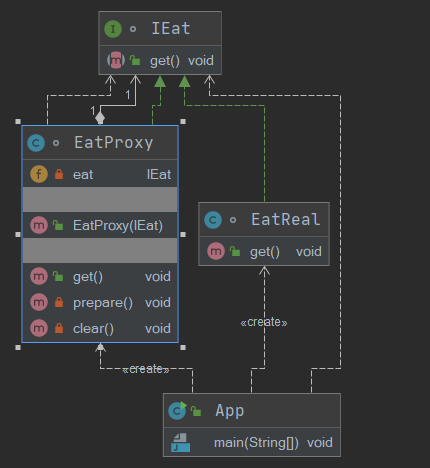 IEat
get() void
1
1
EatProxy
eat IEat
EatProxy(IEat)
get() void
prepare() void
clear() void
EatReal
get() void
«create»
«create»
App
main(String[]) void